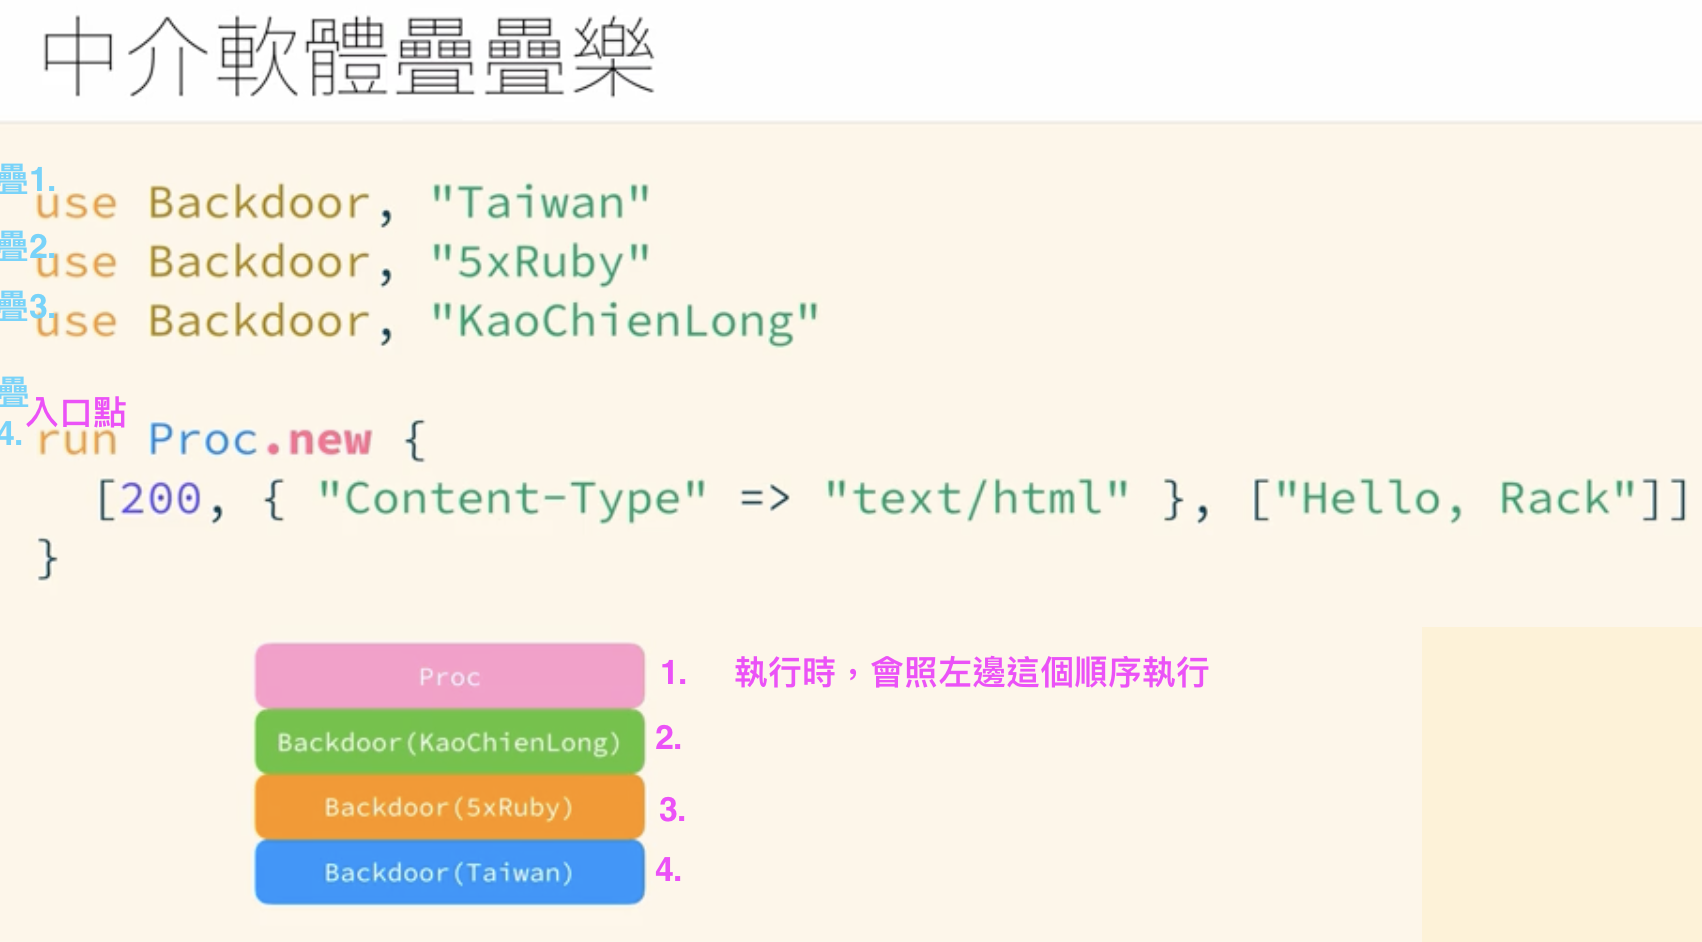 中介軟體疊疊樂
疊1.
use Backdoor, "Taiwan"
疊2.
use Backdoor, "5xRuby"
疊3.
use Backdoor, "KaoChienLong"
疊
4.
入口點
run Proc.new {
[200, { "Content-Type" => "text/html" }, ["Hello, Rack"]]
}
Proc 1. 執行時，會照左邊這個順序執行
Backdoor(KaoChienLong) 2.
Backdoor(5xRuby) 3.
Backdoor(Taiwan) 4.